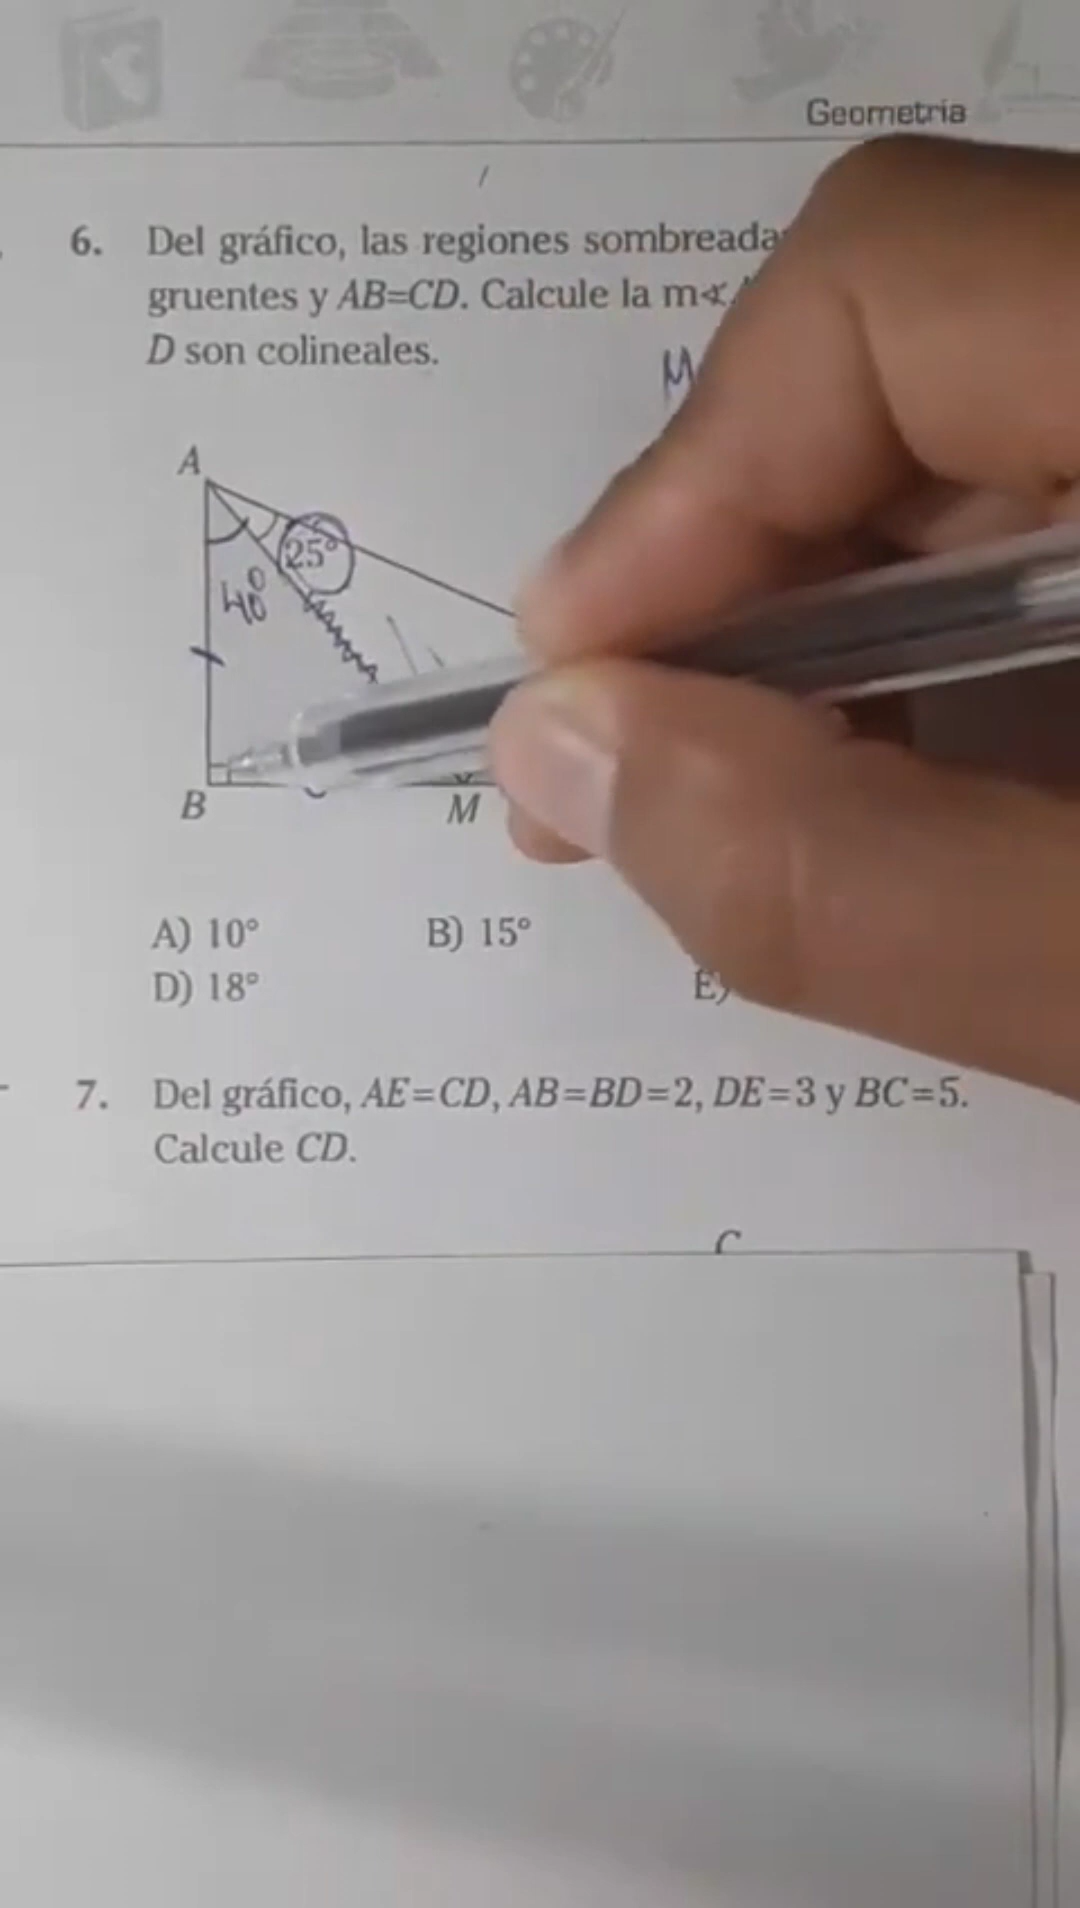 Geometría
6. Del gráfico, las regiones sombreada
gruentes y AB=CD. Calcule la m∢
D son colineales.
M
A
25°
40°
B
M
A) 10°
B) 15°
D) 18°
E)
7. Del gráfico, AE=CD, AB=BD=2, DE=3 y BC=5.
Calcule CD.
C